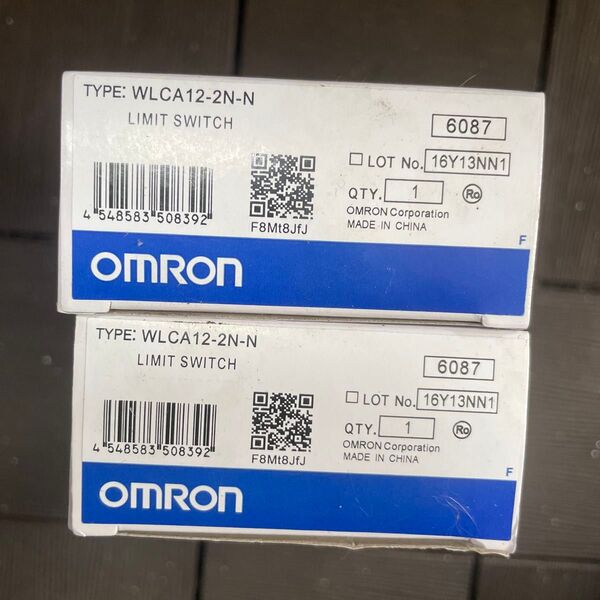 TYPE: WLCA12-2N-N
LIMIT SWITCH
6087
LOT No. 16Y13NN1
QTY. 1 Ro
OMRON Corporation
MADE IN CHINA
4 548583 508392
F8Mt8JfJ
F
OMRON
TYPE: WLCA12-2N-N
LIMIT SWITCH
6087
LOT No. 16Y13NN1
QTY. 1 Ro
OMRON Corporation
MADE IN CHINA
4 548583 508392
F8Mt8JfJ
F
OMRON